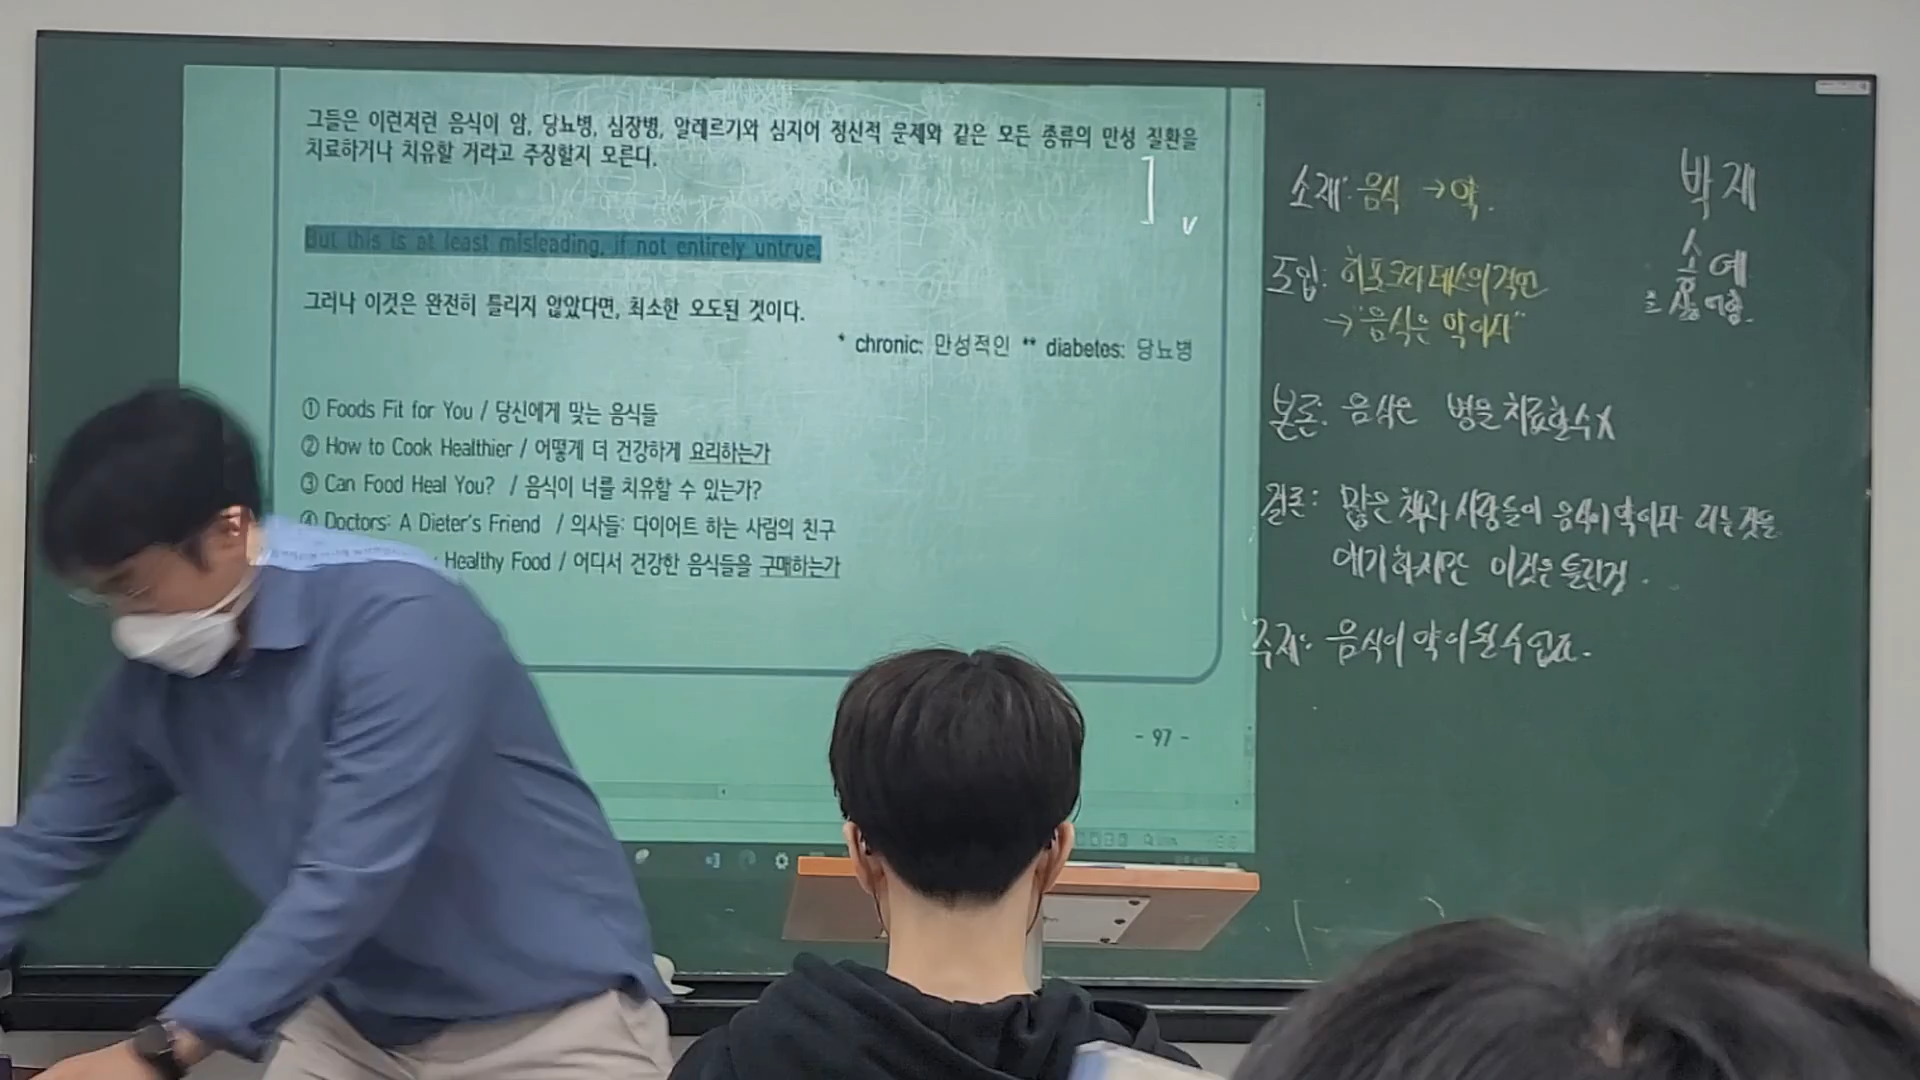 그들은 이런저런 음식이 암, 당뇨병, 심장병, 알레르기와 심지어 정신적 문제와 같은 모든 종류의 만성 질환을
치료하거나 치유할 거라고 주장할지 모른다.
But this is at least misleading, if not entirely untrue.
그러나 이것은 완전히 틀리지 않았다면, 최소한 오도된 것이다.
* chronic: 만성적인 ** diabetes: 당뇨병
① Foods Fit for You / 당신에게 맞는 음식들
② How to Cook Healthier / 어떻게 더 건강하게 요리하는가
③ Can Food Heal You? / 음식이 너를 치유할 수 있는가?
④ Doctors: A Dieter's Friend / 의사들: 다이어트 하는 사람의 친구
Healthy Food / 어디서 건강한 음식들을 구매하는가
- 97 -
소재: 음식 → 약.
도입: 히포크라테스의 격언
→ "음식은 약이다"
본론: 음식은 병을 치료할 수 X
결론: 많은 책과 사람들이 음식이 약이다 라는 것을
얘기하지만 이것은 틀린것.
주제: 음식이 약이 될 수 없다.
박제
소예